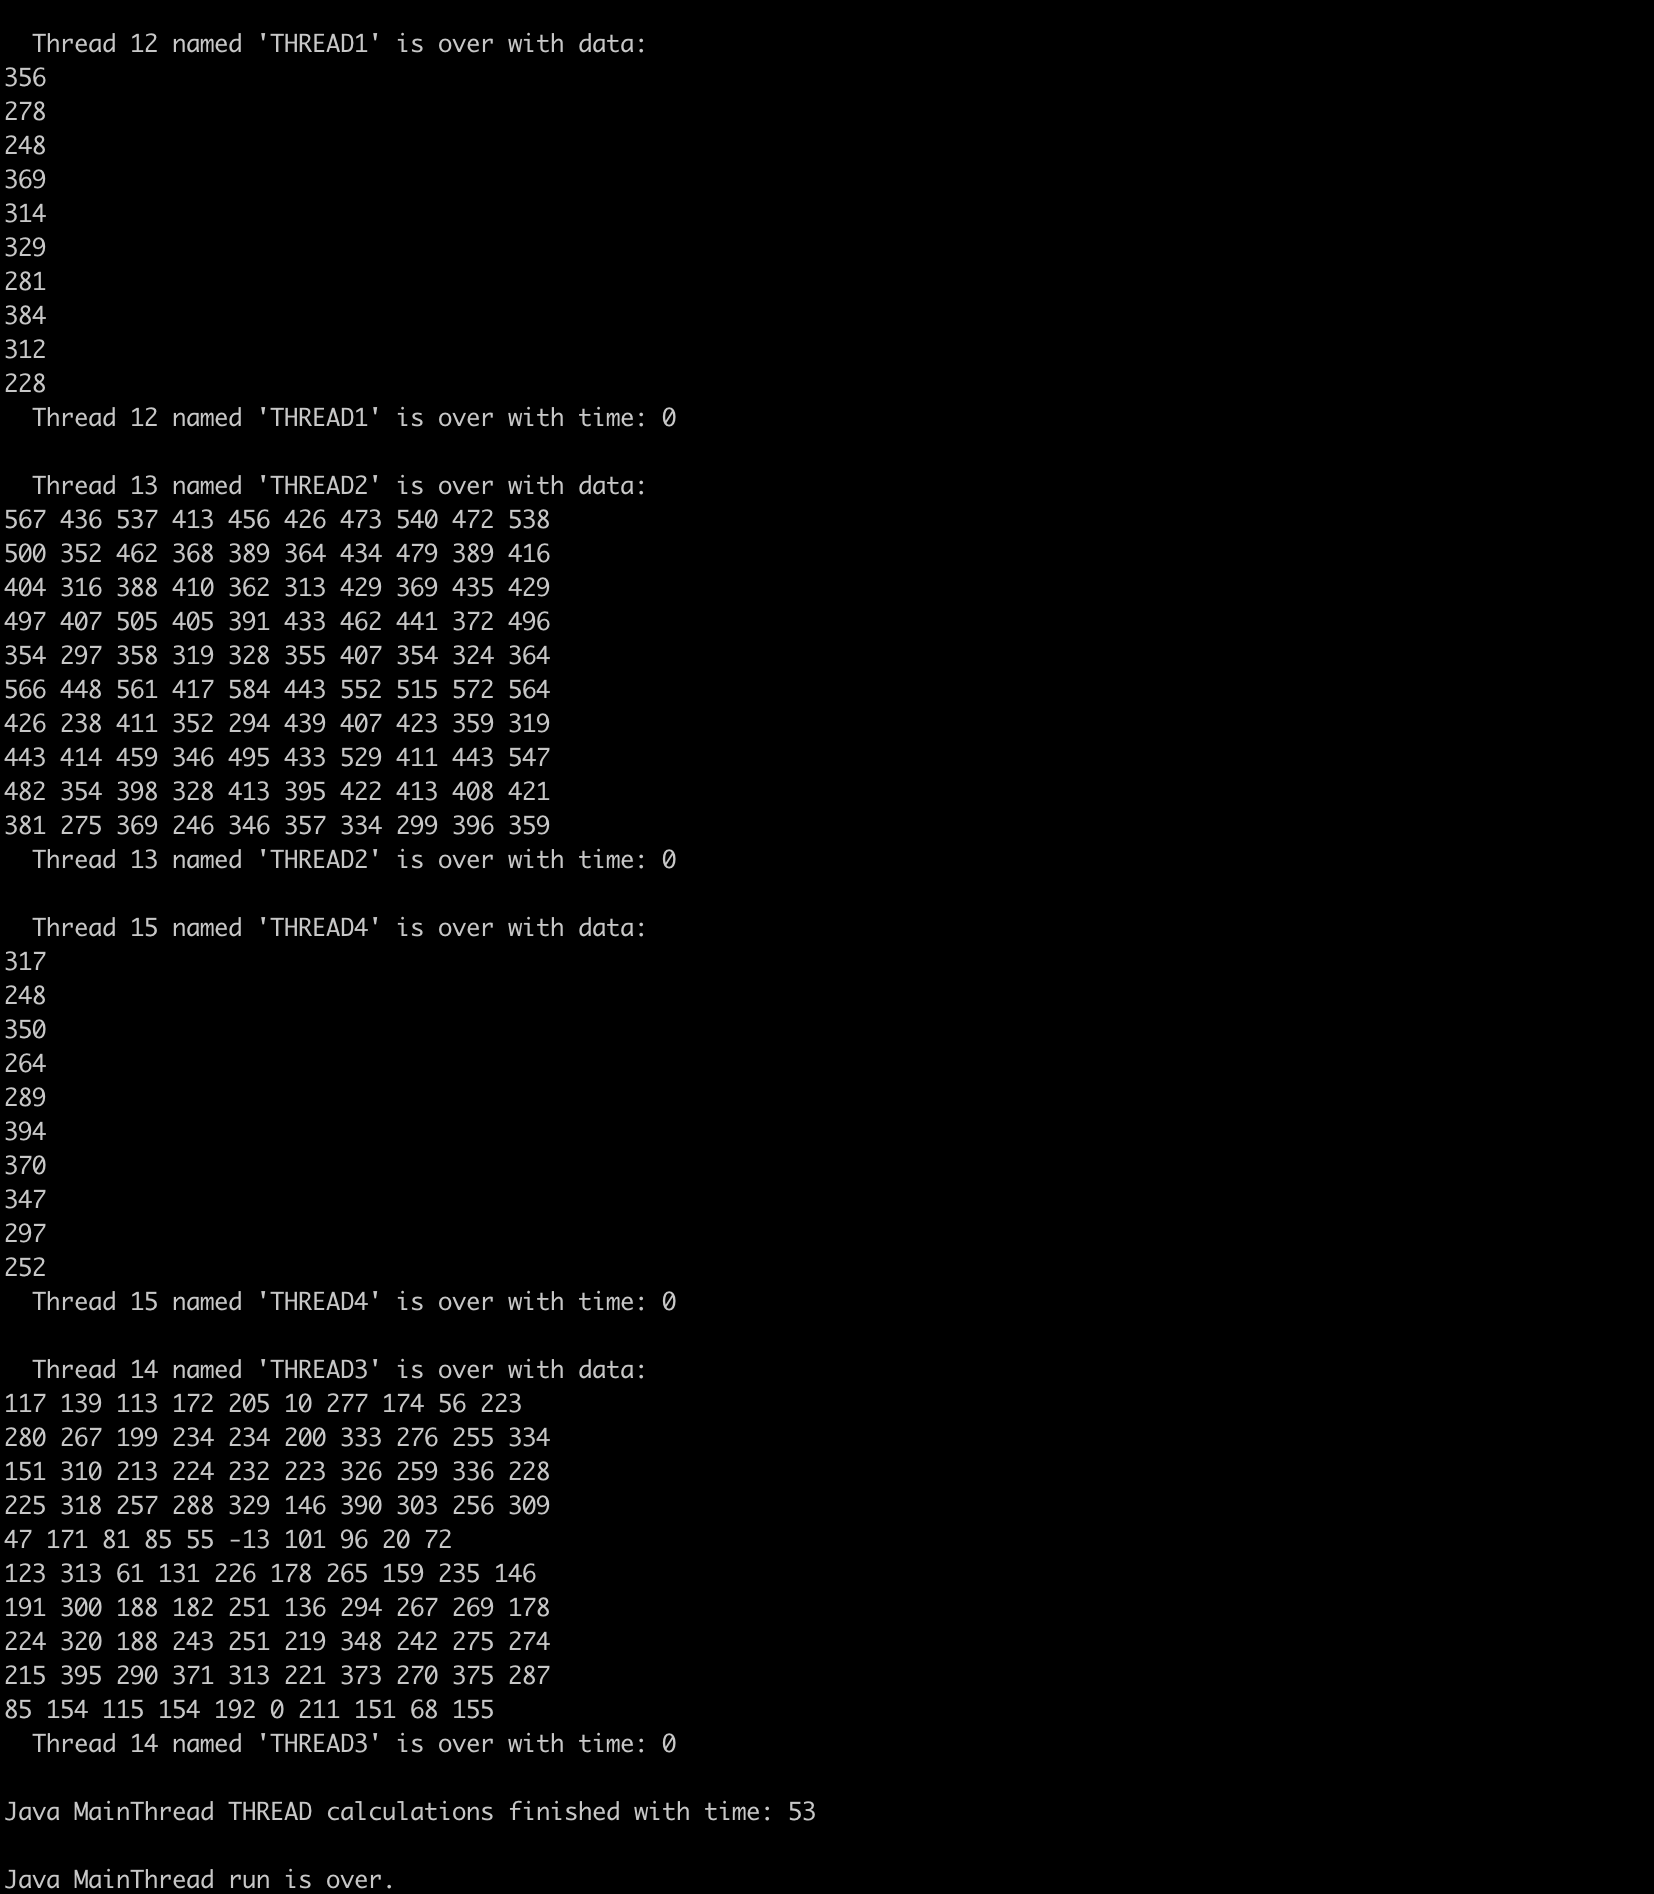 Thread 12 named 'THREAD1' is over with data:
356
278
248
369
314
329
281
384
312
228
Thread 12 named 'THREAD1' is over with time: 0
Thread 13 named 'THREAD2' is over with data:
567 436 537 413 456 426 473 540 472 538
500 352 462 368 389 364 434 479 389 416
404 316 388 410 362 313 429 369 435 429
497 407 505 405 391 433 462 441 372 496
354 297 358 319 328 355 407 354 324 364
566 448 561 417 584 443 552 515 572 564
426 238 411 352 294 439 407 423 359 319
443 414 459 346 495 433 529 411 443 547
482 354 398 328 413 395 422 413 408 421
381 275 369 246 346 357 334 299 396 359
Thread 13 named 'THREAD2' is over with time: 0
Thread 15 named 'THREAD4' is over with data:
317
248
350
264
289
394
370
347
297
252
Thread 15 named 'THREAD4' is over with time: 0
Thread 14 named 'THREAD3' is over with data:
117 139 113 172 205 10 277 174 56 223
280 267 199 234 234 200 333 276 255 334
151 310 213 224 232 223 326 259 336 228
225 318 257 288 329 146 390 303 256 309
47 171 81 85 55 -13 101 96 20 72
123 313 61 131 226 178 265 159 235 146
191 300 188 182 251 136 294 267 269 178
224 320 188 243 251 219 348 242 275 274
215 395 290 371 313 221 373 270 375 287
85 154 115 154 192 0 211 151 68 155
Thread 14 named 'THREAD3' is over with time: 0
Java MainThread THREAD calculations finished with time: 53
Java MainThread run is over.